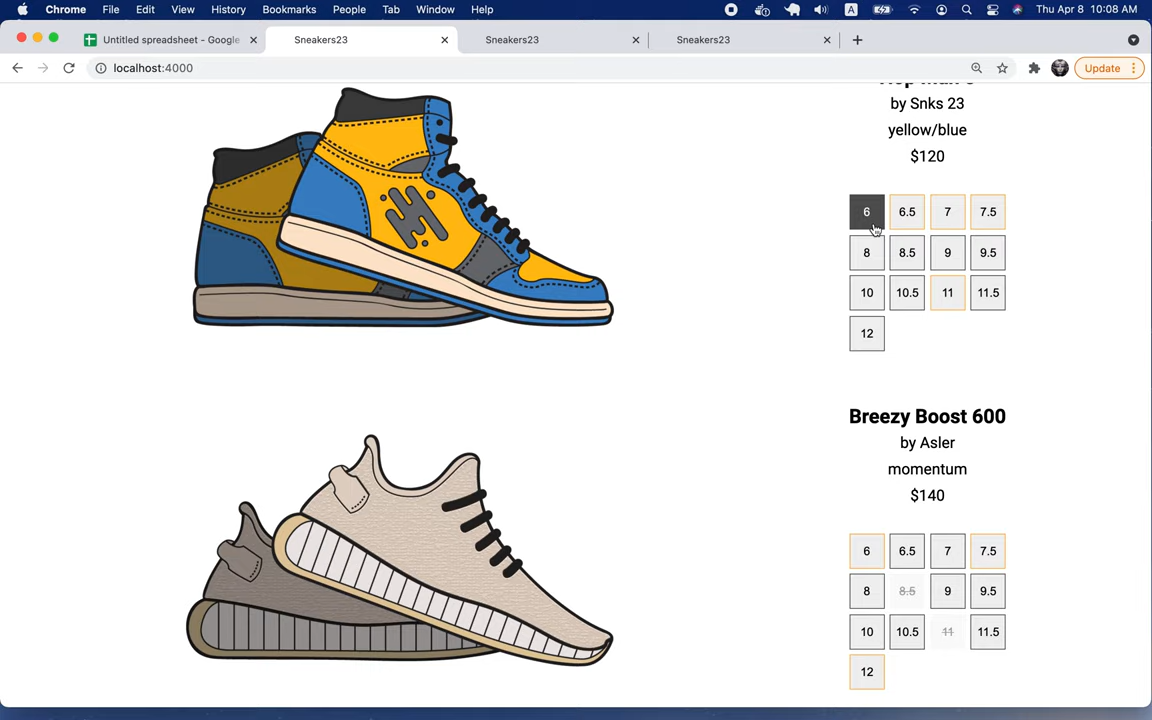 Chrome File Edit View History Bookmarks People Tab Window Help A Thu Apr 8 10:08 AM
Untitled spreadsheet - Google Sneakers23 Sneakers23 Sneakers23
localhost:4000 Update
by Snks 23
yellow/blue
$120
6 6.5 7 7.5
8 8.5 9 9.5
10 10.5 11 11.5
12
Breezy Boost 600
by Asler
momentum
$140
6 6.5 7 7.5
8 8.5 9 9.5
10 10.5 11 11.5
12